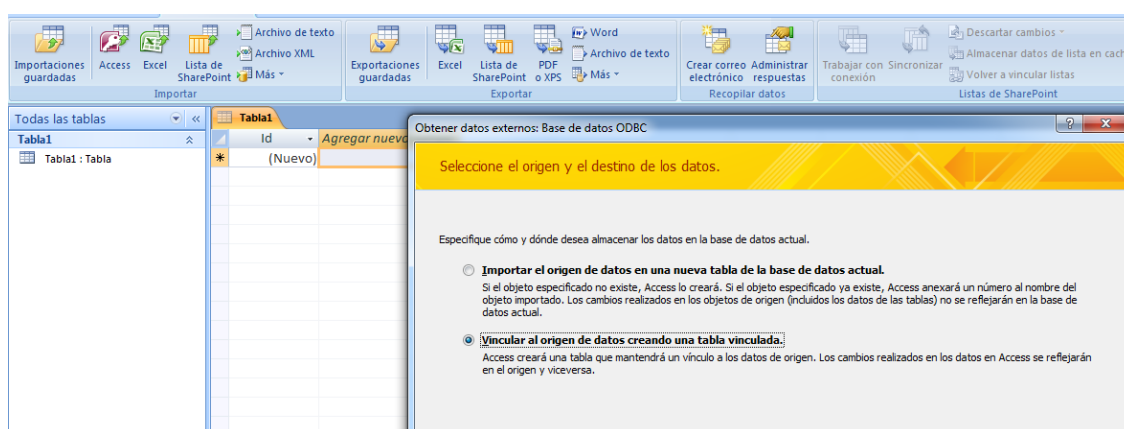 Importaciones guardadas
Access
Excel
Lista de SharePoint
Archivo de texto
Archivo XML
Más
Importar
Exportaciones guardadas
Excel
Lista de SharePoint
PDF o XPS
Word
Archivo de texto
Más
Exportar
Crear correo electrónico
Administrar respuestas
Recopilar datos
Trabajar con conexión
Sincronizar
Descartar cambios
Almacenar datos de lista en cach
Volver a vincular listas
Listas de SharePoint
Todas las tablas
Tabla1
Tabla1 : Tabla
Tabla1
Id
Agregar nuevo
(Nuevo)
Obtener datos externos: Base de datos ODBC
Seleccione el origen y el destino de los datos.
Especifique cómo y dónde desea almacenar los datos en la base de datos actual.
Importar el origen de datos en una nueva tabla de la base de datos actual.
Si el objeto especificado no existe, Access lo creará. Si el objeto especificado ya existe, Access anexará un número al nombre del
objeto importado. Los cambios realizados en los objetos de origen (incluidos los datos de las tablas) no se reflejarán en la base de
datos actual.
Vincular al origen de datos creando una tabla vinculada.
Access creará una tabla que mantendrá un vínculo a los datos de origen. Los cambios realizados en los datos en Access se reflejarán
en el origen y viceversa.